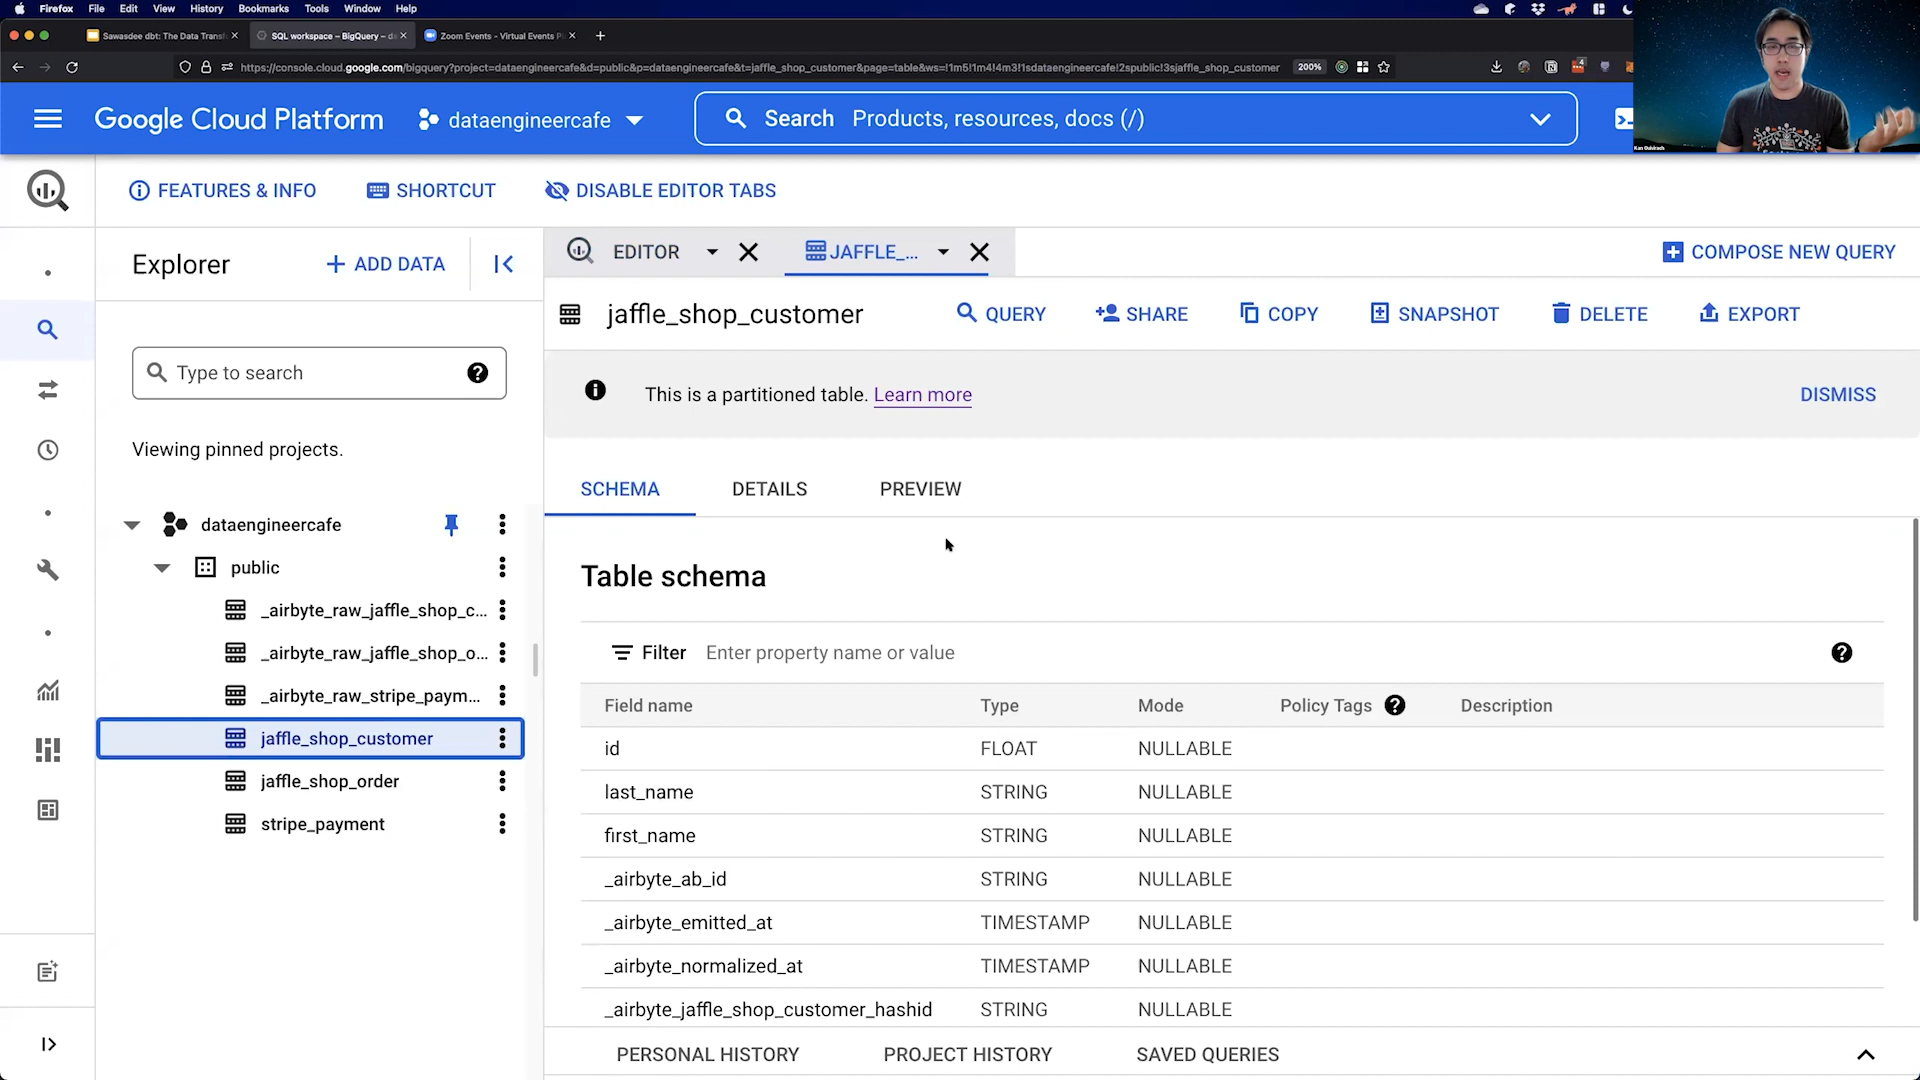 Firefox File Edit View History Bookmarks Tools Window Help
Sawasdee dbt: The Data Transf
SQL workspace – BigQuery – d
Zoom Events - Virtual Events P
https://console.cloud.google.com/bigquery?project=dataengineercafe&d=public&p=dataengineercafe&t=jaffle_shop_customer&page=table&ws=!1m5!1m4!4m3!1sdataengineercafe!2spublic!3sjaffle_shop_customer
200%
4
Google Cloud Platform
dataengineercafe
Search Products, resources, docs (/)
Kan Ouivirach
FEATURES & INFO
SHORTCUT
DISABLE EDITOR TABS
Explorer
+ ADD DATA
EDITOR
JAFFLE_...
COMPOSE NEW QUERY
jaffle_shop_customer
QUERY
SHARE
COPY
SNAPSHOT
DELETE
EXPORT
Type to search
This is a partitioned table. Learn more
DISMISS
Viewing pinned projects.
SCHEMA
DETAILS
PREVIEW
dataengineercafe
public
_airbyte_raw_jaffle_shop_c...
_airbyte_raw_jaffle_shop_o...
_airbyte_raw_stripe_paym...
jaffle_shop_customer
jaffle_shop_order
stripe_payment
Table schema
Filter Enter property name or value
Field name Type Mode Policy Tags Description
id FLOAT NULLABLE
last_name STRING NULLABLE
first_name STRING NULLABLE
_airbyte_ab_id STRING NULLABLE
_airbyte_emitted_at TIMESTAMP NULLABLE
_airbyte_normalized_at TIMESTAMP NULLABLE
_airbyte_jaffle_shop_customer_hashid STRING NULLABLE
PERSONAL HISTORY
PROJECT HISTORY
SAVED QUERIES